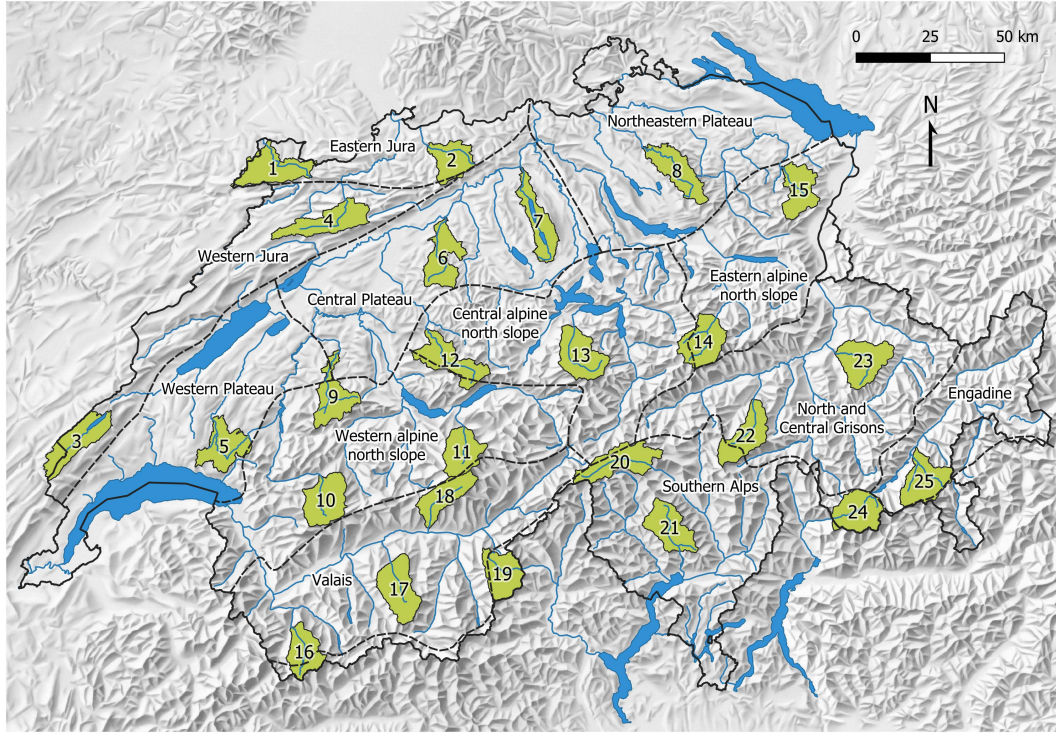 0 25 50 km
N
Northeastern Plateau
Eastern Jura
1
2
8
15
4
7
Western Jura
6
Eastern alpine
north slope
Central Plateau
Central alpine
north slope
14
13
12
23
Western Plateau
9
Engadine
North and
Central Grisons
3
5
22
Western alpine
north slope
11
20
Southern Alps
25
10
18
24
21
19
Valais
17
16